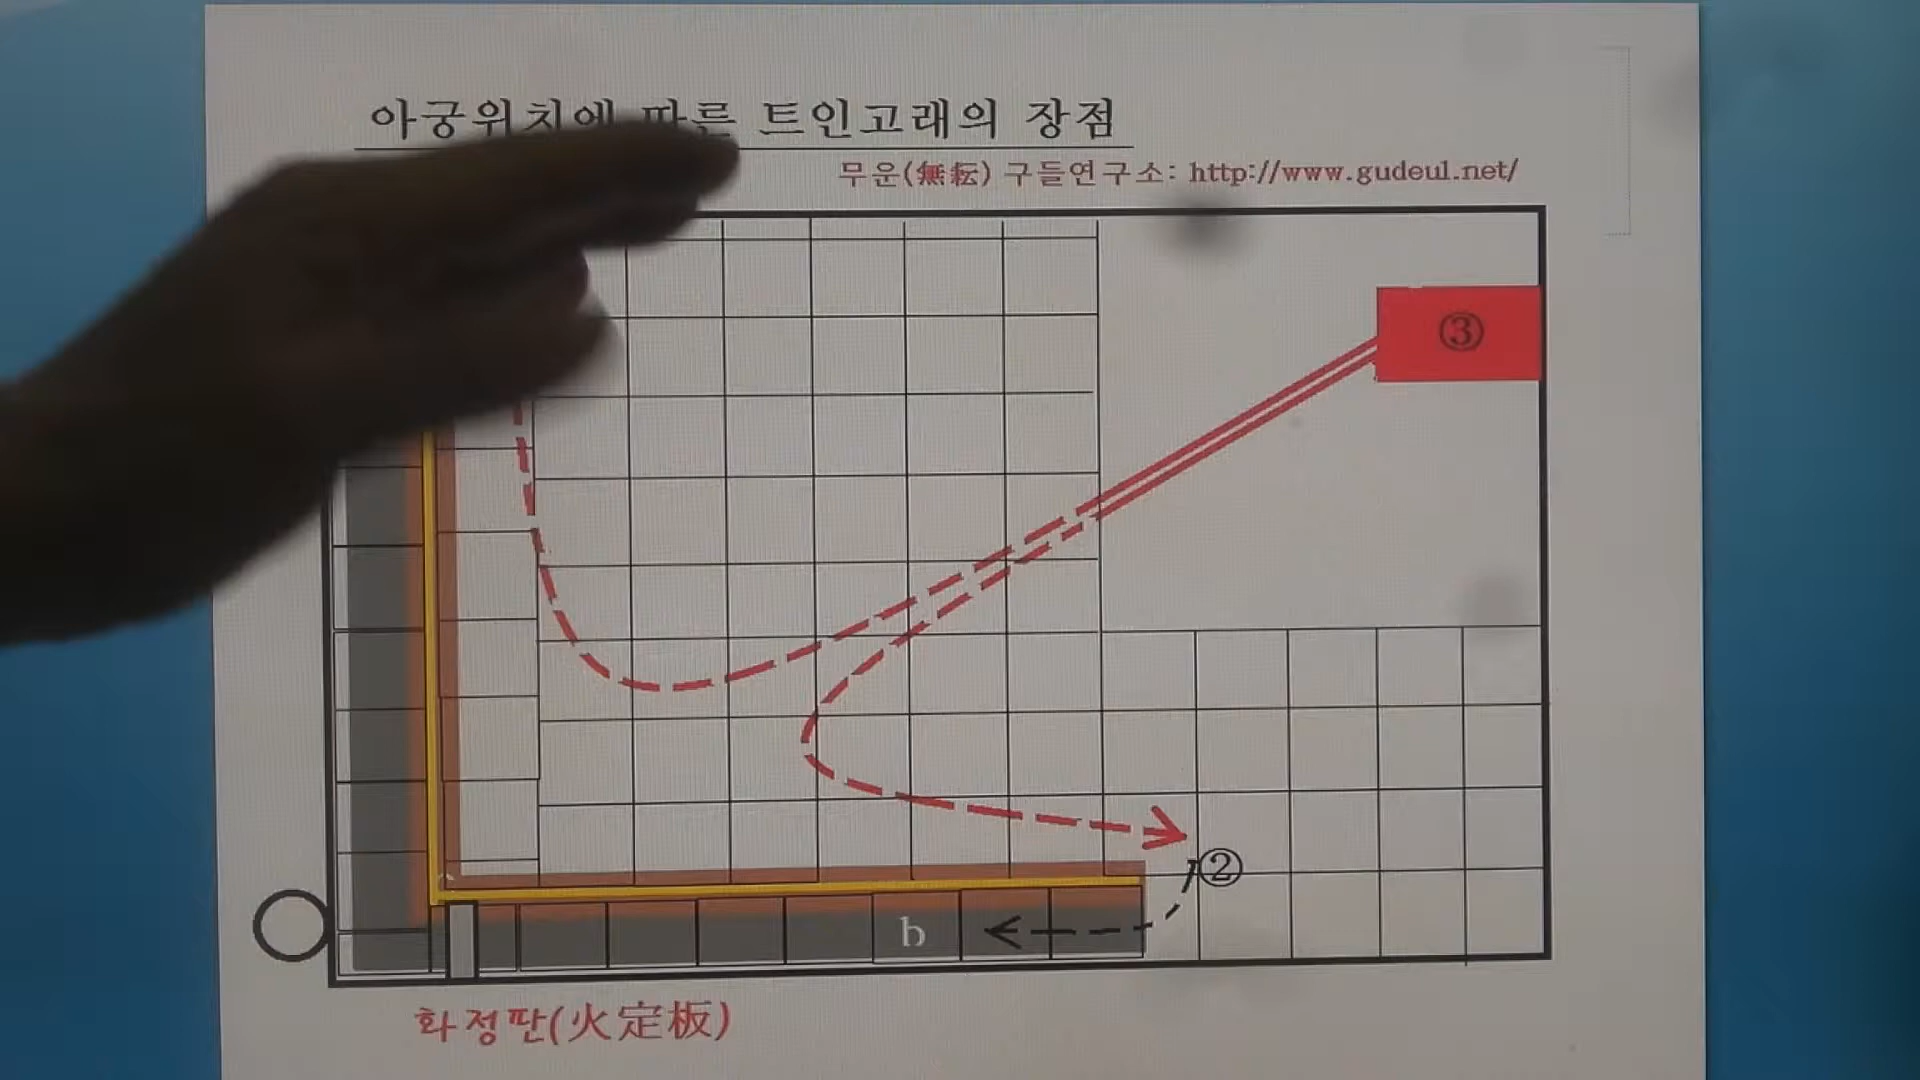 아궁위치에 따른 트인고래의 장점
무운(無耘) 구들연구소: http://www.gudeul.net/
③
②
b
화정판(火定板)